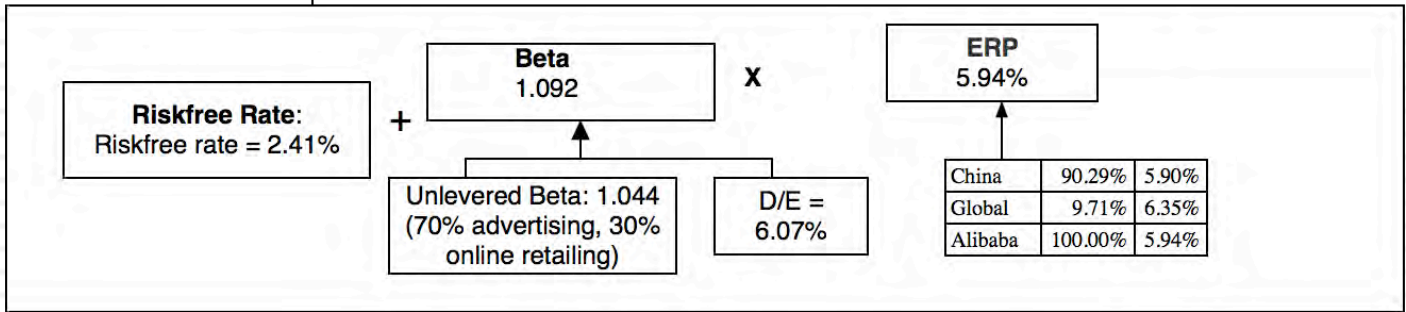 Riskfree Rate:
Riskfree rate = 2.41%
+
Beta
1.092
X
ERP
5.94%
Unlevered Beta: 1.044
(70% advertising, 30%
online retailing)
D/E =
6.07%
China 90.29% 5.90%
Global 9.71% 6.35%
Alibaba 100.00% 5.94%